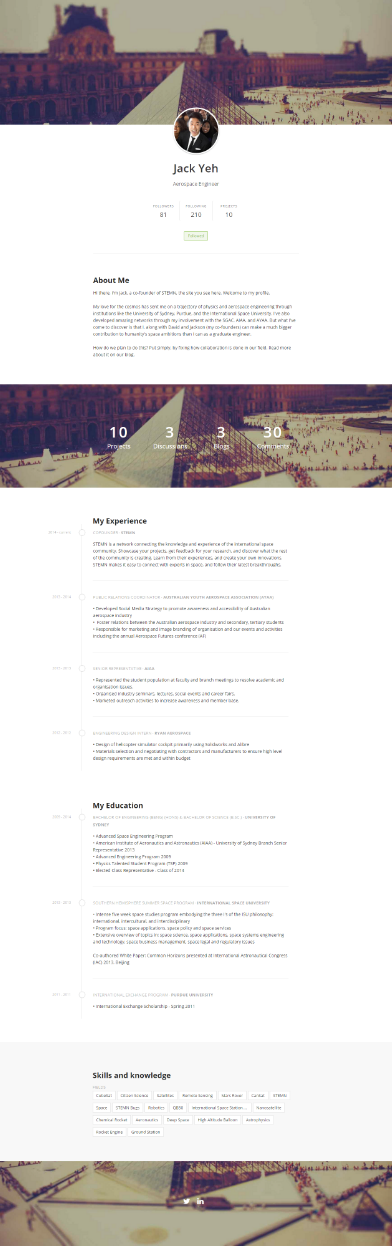 Jack Yeh
Aerospace Engineer
FOLLOWERS FOLLOWING PROJECTS
81 210 10
Followed
About Me
Hi there. I'm Jack, a co-founder of STEMN, the site you see here. Welcome to my profile.
My love for the cosmos has sent me on a trajectory of physics and aerospace engineering through
institutions like the University of Sydney, Purdue, and the International Space University. I've also
developed amazing networks through my involvement with the SGAC, AIAA, and AYAA. But what I've
come to discover is that I, along with David and Jackson (my co-founders) can make a much bigger
contribution to humanity's space ambitions than I can as a graduate engineer.
How do we plan to do this? Put simply: by fixing how collaboration is done in our field. Read more
about it on our blog.
10 3 3 30
Projects Discussions Blogs Comments
My Experience
CO-FOUNDER STEMN
STEMN is a network connecting the knowledge and experience of the international space
community. Showcase your projects, get feedback for your research, and discover what the rest
of the community is creating. Learn from their experiences, and create your own innovations.
STEMN makes it easy to connect with experts in space, and follow their latest breakthroughs.
PUBLIC RELATIONS COORDINATOR AUSTRALIAN YOUTH AEROSPACE ASSOCIATION (AYAA)
• Developed Social Media Strategy to promote awareness and accessibility of Australian
aerospace industry
• Foster relations between the Australian aerospace industry and secondary, tertiary students
• Responsible for marketing and image branding of organisation and our events and activities
including the annual Aerospace Futures conference (AF)
SENIOR REPRESENTATIVE AIAA
• Represented the student population at faculty and branch meetings to resolve academic and
organisation issues.
• Organised industry seminars, lectures, social events and career fairs.
• Marketed outreach activities to increase awareness and member base.
ENGINEERING DESIGN INTERN RYAN AEROSPACE
• Design of helicopter simulator cockpit primarily using Solidworks and Alibre
• Materials selection and negotiating with contractors and manufacturers to ensure high level
design requirements are met and within budget
My Education
UNIVERSITY OF
SYDNEY
• Advanced Space Engineering Program
• American Institute of Aeronautics and Astronautics (AIAA) - University of Sydney Branch Senior
Representative 2013
• Advanced Engineering Program 2009
• Physics Talented Student Program (TSP) 2009
• Elected Class Representative - Class of 2014
SOUTHERN HEMISPHERE SUMMER SPACE PROGRAM INTERNATIONAL SPACE UNIVERSITY
• Intense five week space studies program embodying the three I's of the ISU philosophy:
International, Intercultural, and Interdisciplinary
• Program focus: space applications, space policy and space services
• Extensive overview of topics in: space science, space applications, space systems engineering
and technology, space business management, space legal and regulatory issues
Co-authored White Paper: Common Horizons presented at International Astronautical Congress
(IAC) 2013, Beijing
INTERNATIONAL EXCHANGE PROGRAM PURDUE UNIVERSITY
• International Exchange Scholarship - Spring 2011
Skills and knowledge
FIELDS
CubeSat Citizen Science Satellites Remote Sensing Mars Rover CanSat STEMN
Space STEMN Bugs Robotics QB50 International Space Station... Nanosatellite
Chemical Rocket Aeronautics Deep Space High Altitude Balloon Astrophysics
Rocket Engine Ground Station